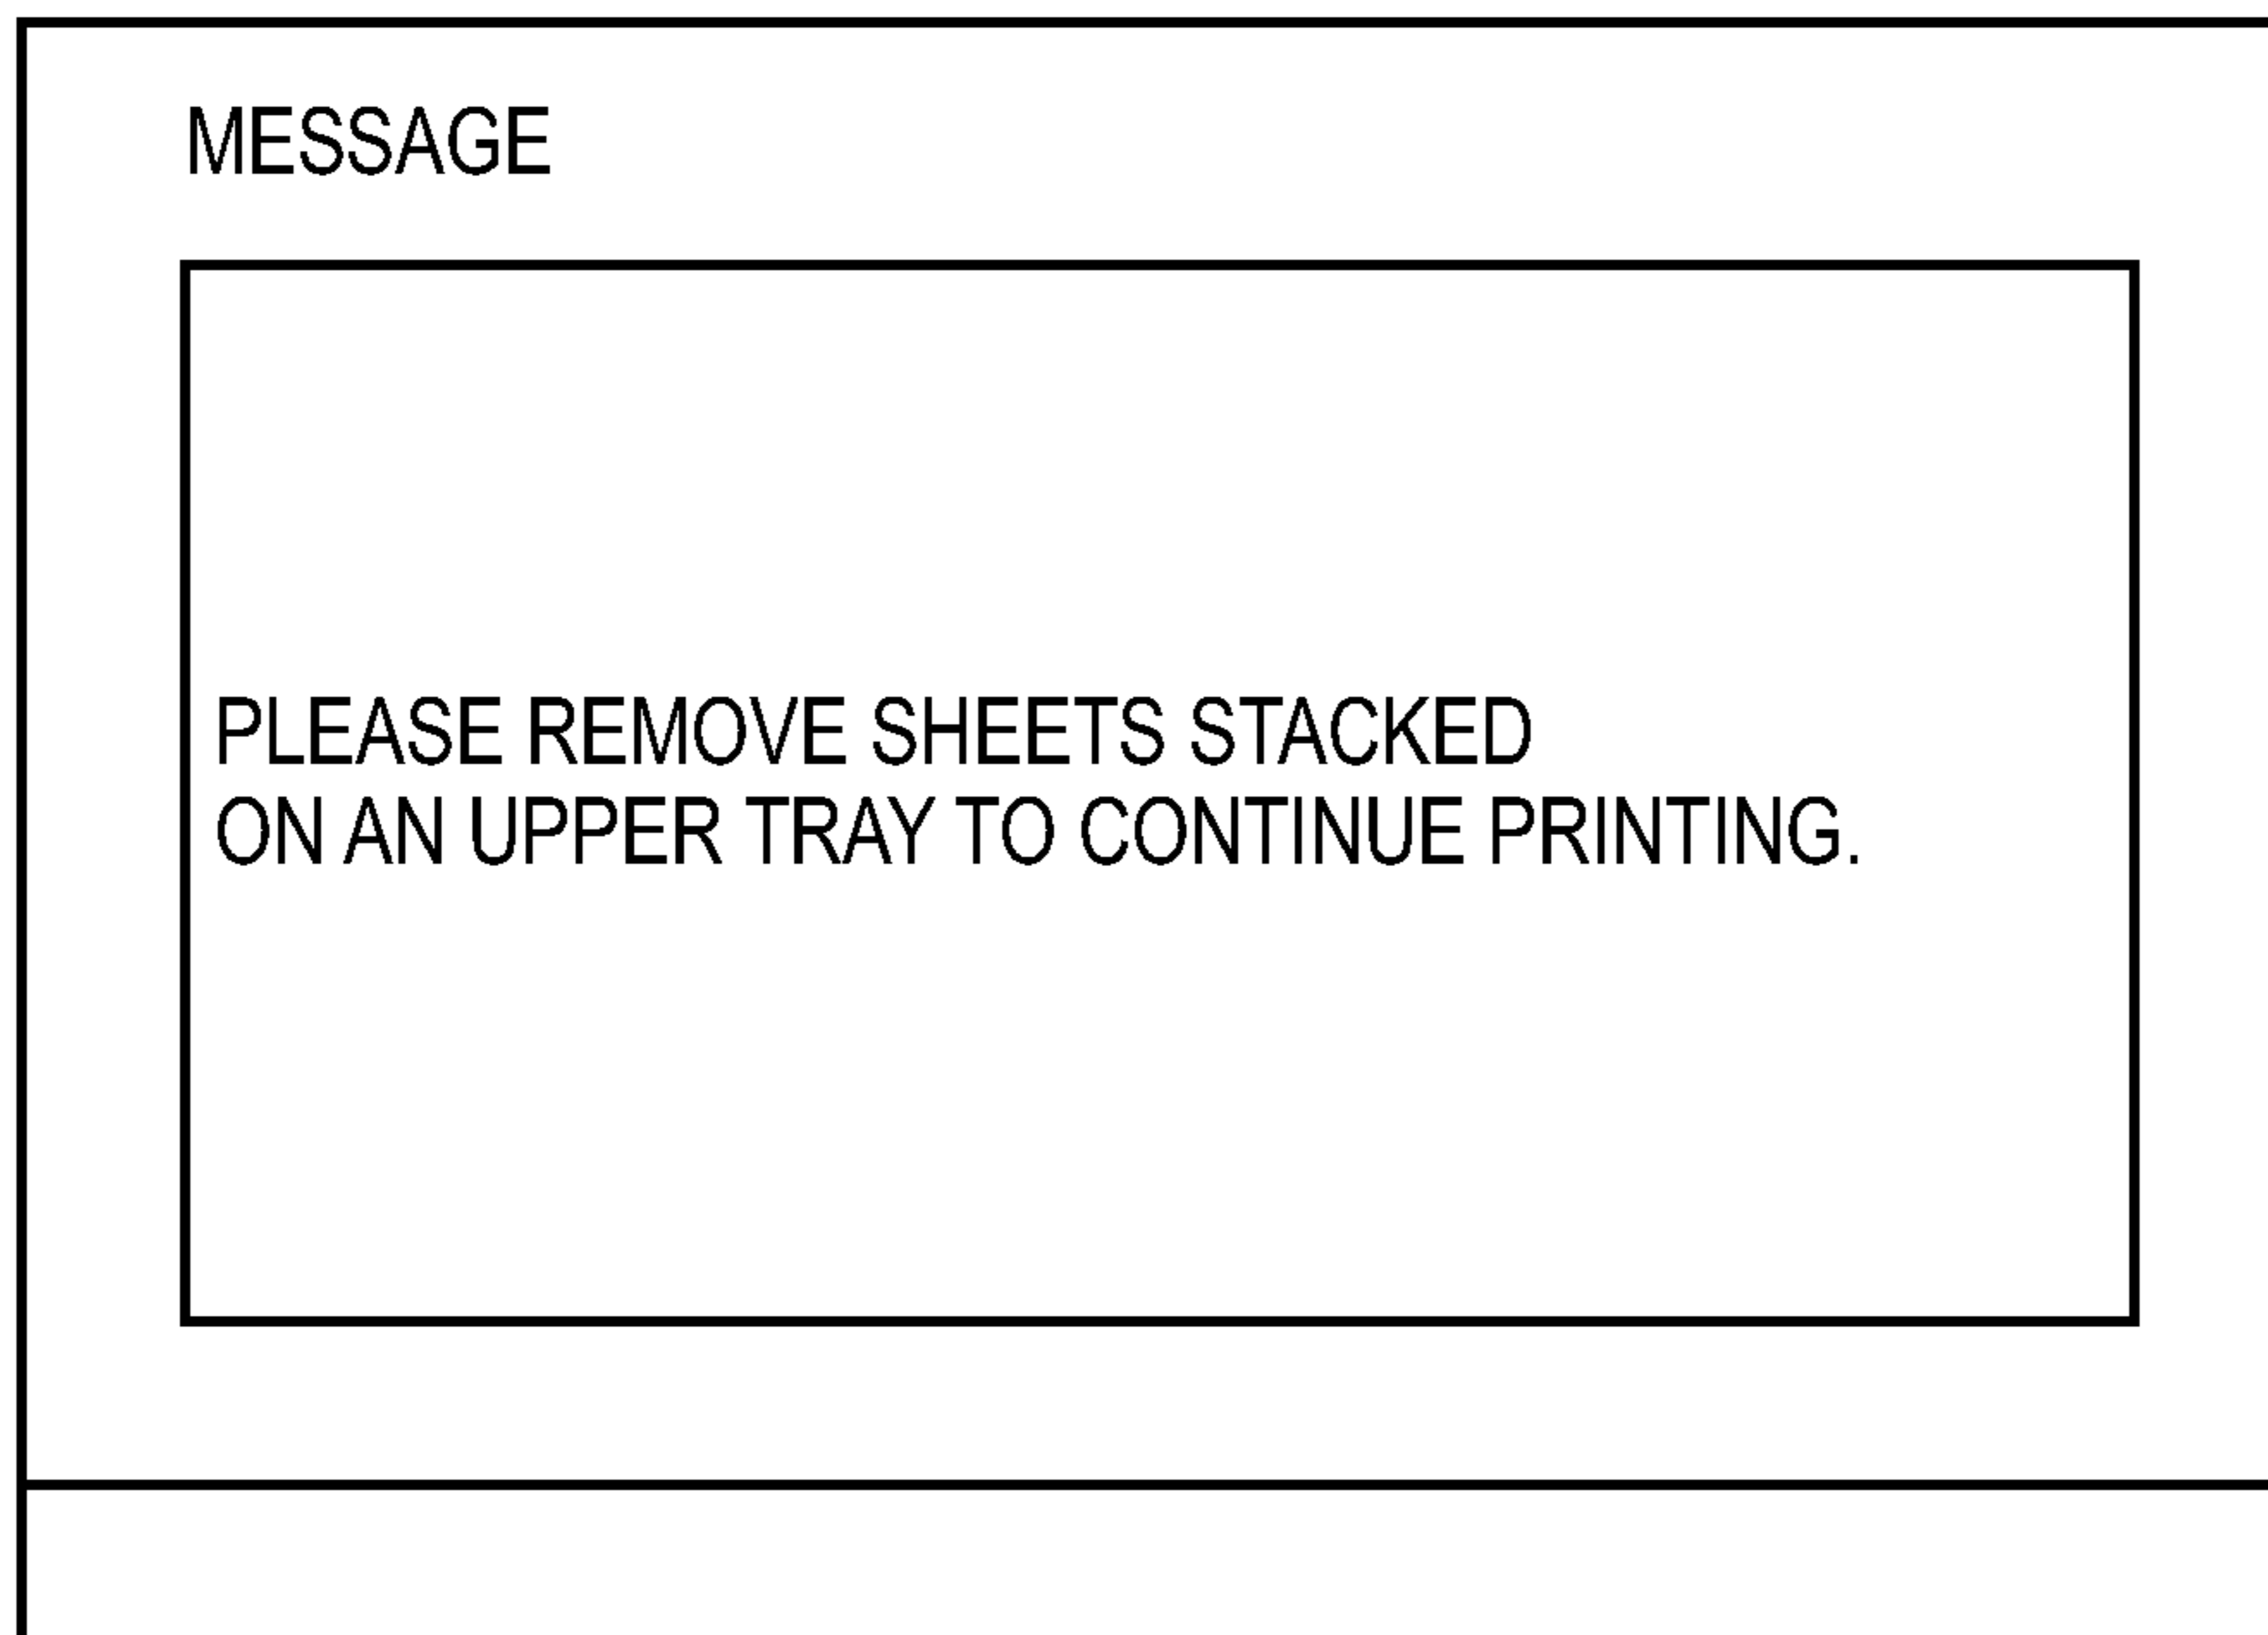 MESSAGE
PLEASE REMOVE SHEETS STACKED
ON AN UPPER TRAY TO CONTINUE PRINTING.